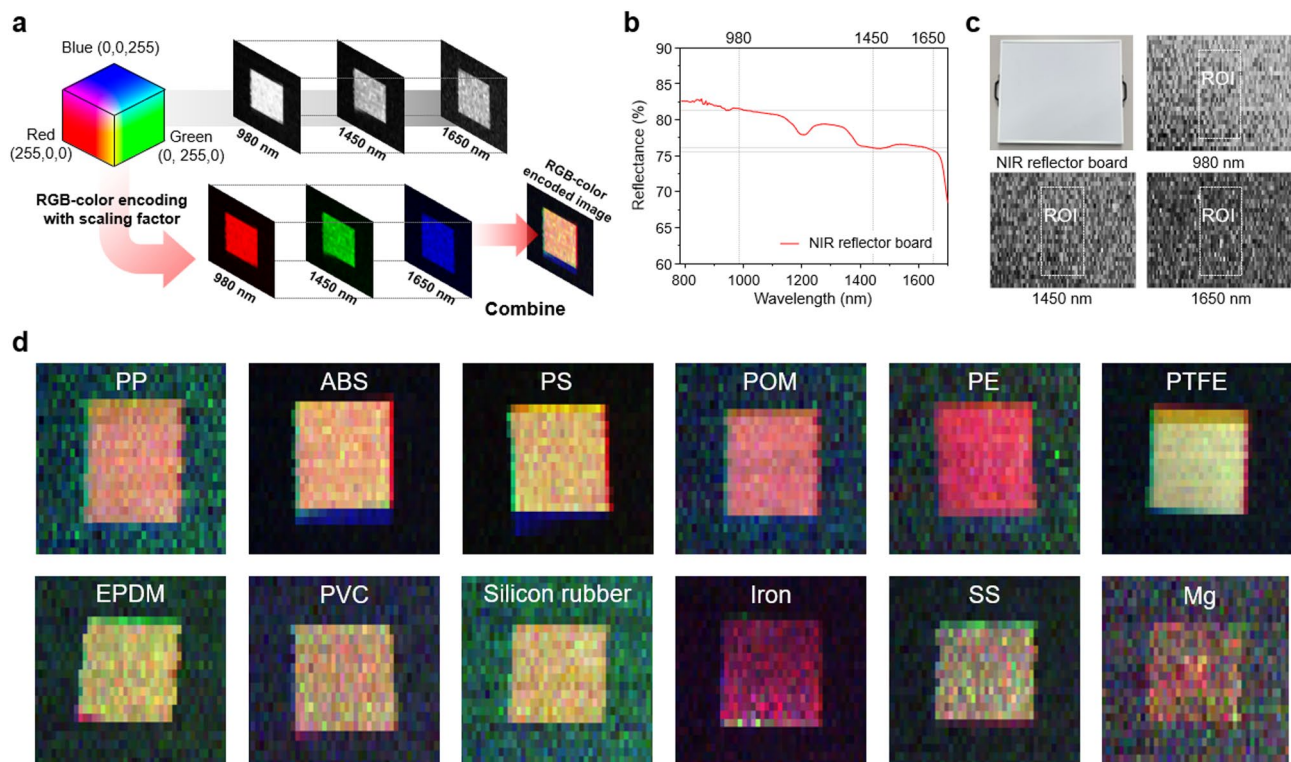 a
Blue (0,0,255)
Red
(255,0,0)
Green
(0, 255,0)
980 nm
1450 nm
1650 nm
RGB-color encoding
with scaling factor
980 nm
1450 nm
1650 nm
RGB-color
encoded image
Combine
b
980
1450
1650
90
85
80
75
70
65
60
Reflectance (%)
NIR reflector board
800
1000
1200
1400
1600
Wavelength (nm)
c
NIR reflector board
ROI
980 nm
ROI
1450 nm
ROI
1650 nm
d
PP
ABS
PS
POM
PE
PTFE
EPDM
PVC
Silicon rubber
Iron
SS
Mg